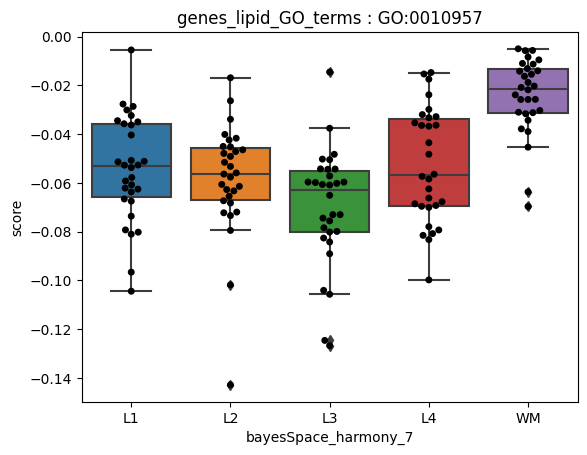 genes_lipid_GO_terms : GO:0010957
0.00
−0.02
−0.04
−0.06
−0.08
−0.10
−0.12
−0.14
score
L1 L2 L3 L4 WM
bayesSpace_harmony_7